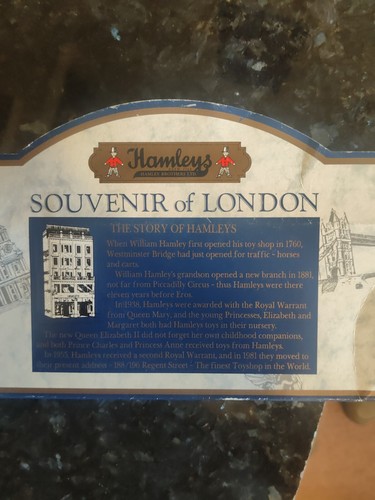 Hamleys
HAMLEY BROTHERS LTD.
SOUVENIR of LONDON
THE STORY OF HAMLEYS
When William Hamley first opened his toy shop in 1760,
Westminster Bridge had just opened for traffic - horses
and carts.
William Hamley's grandson opened a new branch in 1881,
not far from Piccadilly Circus - thus Hamleys were there
eleven years before Eros.
In 1938, Hamleys were awarded with the Royal Warrant
from Queen Mary, and the young Princesses, Elizabeth and
Margaret both had Hamleys toys in their nursery.
The new Queen Elizabeth II did not forget her own childhood companions,
and both Prince Charles and Princess Anne received toys from Hamleys.
In 1955, Hamleys received a second Royal Warrant, and in 1981 they moved to
their greatest address - 188/196 Regent Street - The finest Toyshop in the World.